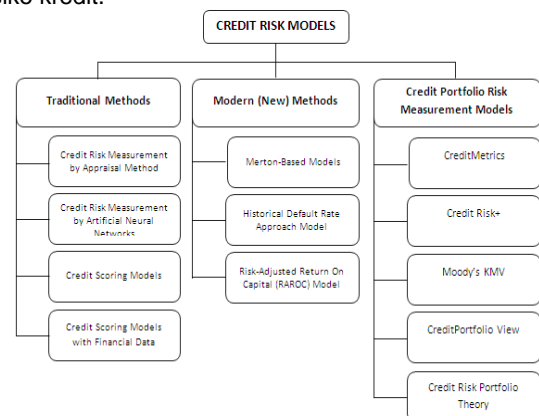 CREDIT RISK MODELS
Traditional Methods
Modern (New) Methods
Credit Portfolio Risk
Measurement Models
Credit Risk Measurement
by Appraisal Method
Credit Risk Measurement
by Artificial Neural
Networks
Credit Scoring Models
Credit Scoring Models
with Financial Data
Merton-Based Models
Historical Default Rate
Approach Model
Risk-Adjusted Return On
Capital (RAROC) Model
CreditMetrics
Credit Risk+
Moody's KMV
CreditPortfolio View
Credit Risk Portfolio
Theory